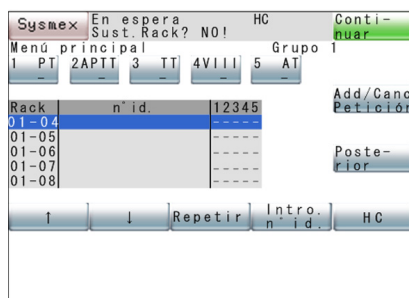 Sysmex En espera HC Conti-
Sust.Rack? NO! nuar
Menú principal Grupo 1
1 PT 2APTT 3 TT 4VIII 5 AT
– – – – –
Add/Canc
Petición
Rack n°id. 12345
01-04 -----
01-05 -----
01-06 -----
01-07 -----
01-08 -----
Poste-
rior
↑ ↓ Repetir Intro. n°id. HC